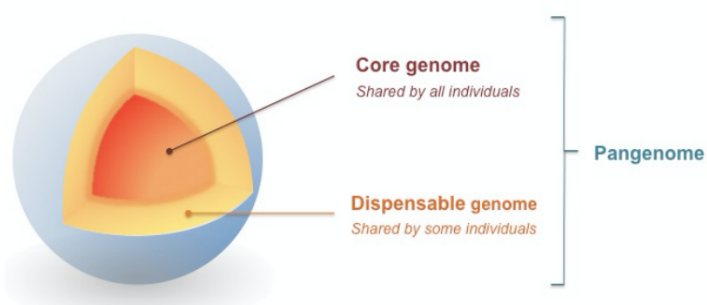 Core genome
Shared by all individuals
Pangenome
Dispensable genome
Shared by some individuals